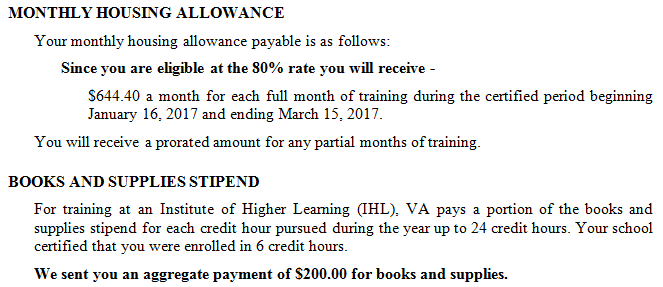 MONTHLY HOUSING ALLOWANCE
Your monthly housing allowance payable is as follows:
Since you are eligible at the 80% rate you will receive -
$644.40 a month for each full month of training during the certified period beginning
January 16, 2017 and ending March 15, 2017.
You will receive a prorated amount for any partial months of training.
BOOKS AND SUPPLIES STIPEND
For training at an Institute of Higher Learning (IHL), VA pays a portion of the books and
supplies stipend for each credit hour pursued during the year up to 24 credit hours. Your school
certified that you were enrolled in 6 credit hours.
We sent you an aggregate payment of $200.00 for books and supplies.